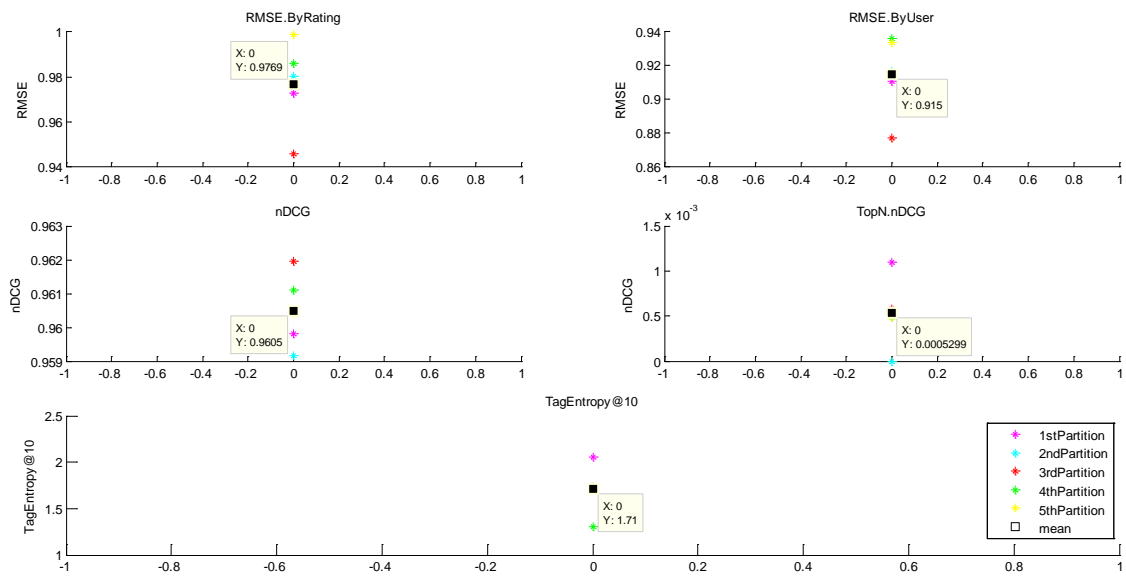 RMSE.ByRating
RMSE
1
0.98
0.96
0.94
X: 0
Y: 0.9769
-1 -0.8 -0.6 -0.4 -0.2 0 0.2 0.4 0.6 0.8 1
RMSE.ByUser
RMSE
0.94
0.92
0.9
0.88
0.86
X: 0
Y: 0.915
-1 -0.8 -0.6 -0.4 -0.2 0 0.2 0.4 0.6 0.8 1
nDCG
nDCG
0.963
0.962
0.961
0.96
0.959
X: 0
Y: 0.9605
-1 -0.8 -0.6 -0.4 -0.2 0 0.2 0.4 0.6 0.8 1
TopN.nDCG
x 10-3
nDCG
1.5
1
0.5
0
X: 0
Y: 0.0005299
-1 -0.8 -0.6 -0.4 -0.2 0 0.2 0.4 0.6 0.8 1
TagEntropy@10
TagEntropy@10
2.5
2
1.5
1
X: 0
Y: 1.71
-1 -0.8 -0.6 -0.4 -0.2 0 0.2 0.4 0.6 0.8 1
1stPartition
2ndPartition
3rdPartition
4thPartition
5thPartition
mean